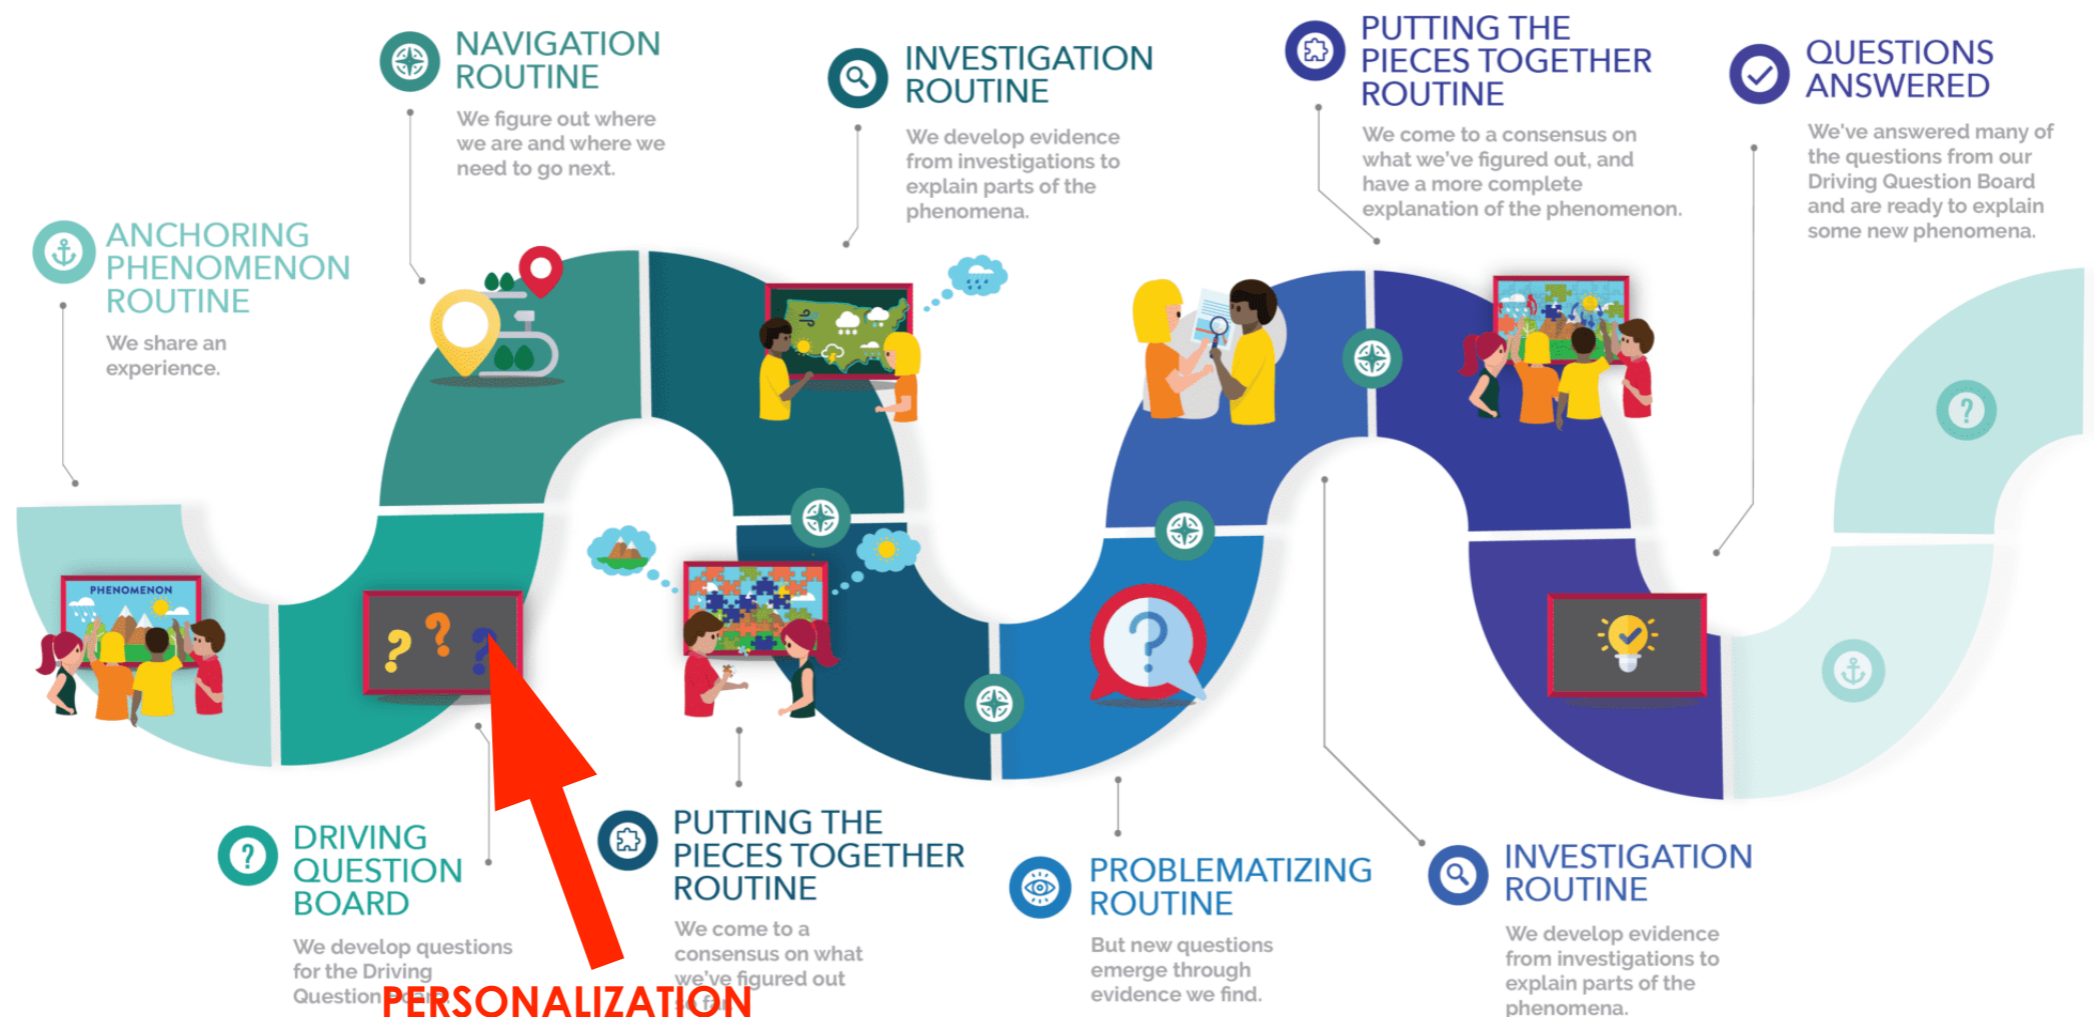 ANCHORING
PHENOMENON
ROUTINE
We share an
experience.
PHENOMENON
DRIVING
QUESTION
BOARD
We develop questions
for the Driving
Question Board.
PERSONALIZATION
NAVIGATION
ROUTINE
We figure out where
we are and where we
need to go next.
INVESTIGATION
ROUTINE
We develop evidence
from investigations to
explain parts of the
phenomena.
PUTTING THE
PIECES TOGETHER
ROUTINE
We come to a
consensus on what
we've figured out
so far.
PROBLEMATIZING
ROUTINE
But new questions
emerge through
evidence we find.
INVESTIGATION
ROUTINE
We develop evidence
from investigations to
explain parts of the
phenomena.
PUTTING THE
PIECES TOGETHER
ROUTINE
We come to a consensus on
what we've figured out, and
have a more complete
explanation of the phenomenon.
QUESTIONS
ANSWERED
We've answered many of
the questions from our
Driving Question Board
and are ready to explain
some new phenomena.